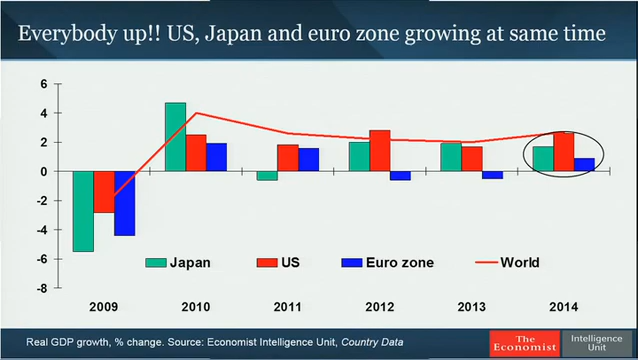 Everybody up!! US, Japan and euro zone growing at same time
6
4
2
0
-2
-4
-6
-8
Japan US Euro zone World
2009 2010 2011 2012 2013 2014
Real GDP growth, % change. Source: Economist Intelligence Unit, Country Data
The
Economist
Intelligence
Unit